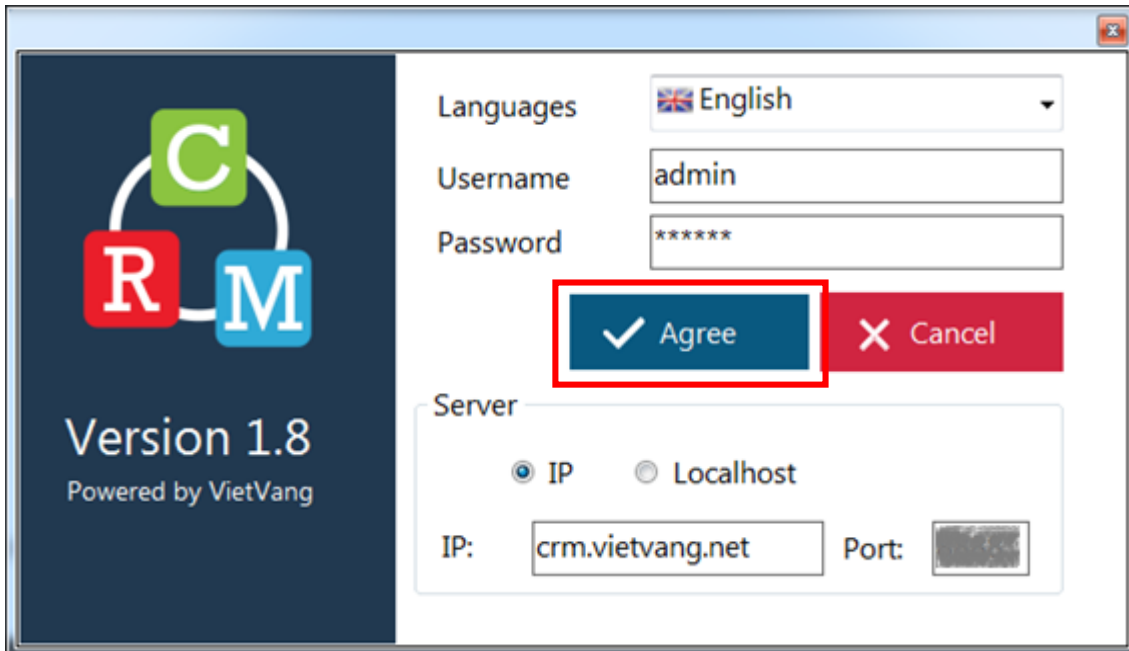 C
R M
Version 1.8
Powered by VietVang
Languages English
Username admin
Password ******
Agree Cancel
Server
IP Localhost
IP: crm.vietvang.net Port: